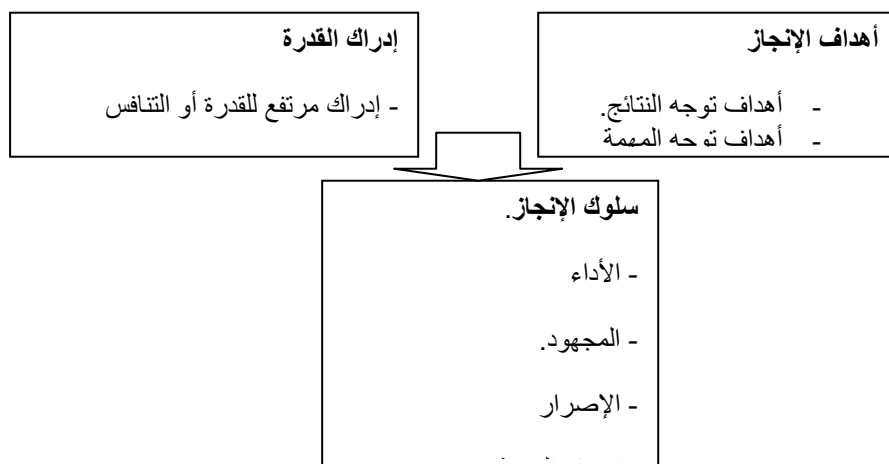 أهداف الإنجاز
- أهداف توجه النتائج.
- أهداف توجه المهمة
إدراك القدرة
- إدراك مرتفع للقدرة أو التنافس
سلوك الإنجاز.
- الأداء
- المجهود.
- الإصرار